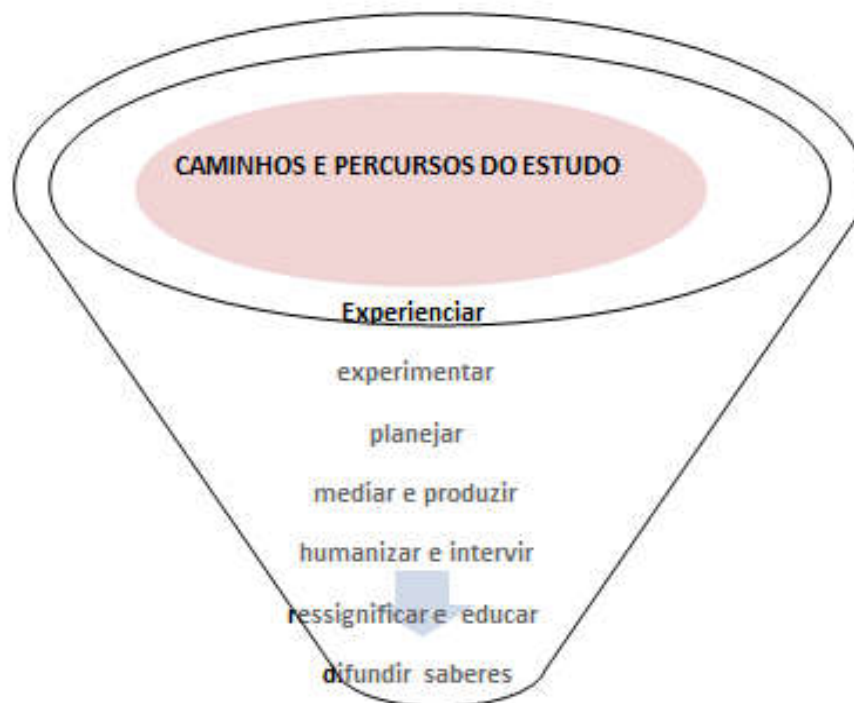 CAMINHOS E PERCURSOS DO ESTUDO
Experienciar
experimentar
planejar
mediar e produzir
humanizar e intervir
ressignificar e educar
difundir saberes